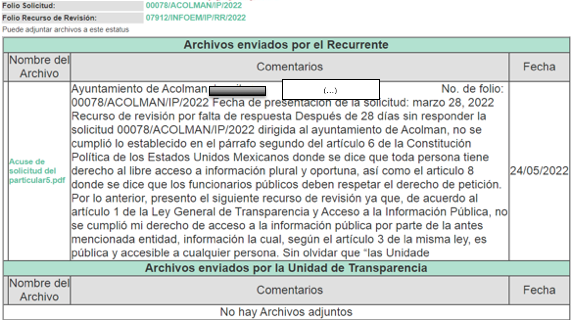 Folio Solicitud: 00078/ACOLMAN/IP/2022
Folio Recurso de Revisión: 07912/INFOEM/IP/RR/2022
Puede adjuntar archivos a este estatus
Archivos enviados por el Recurrente
Nombre del Archivo Comentarios Fecha
Acuse de solicitud del particular5.pdf
Ayuntamiento de Acolman (...) No. de folio:
00078/ACOLMAN/IP/2022 Fecha de presentación de la solicitud: marzo 28, 2022
Recurso de revisión por falta de respuesta Después de 28 días sin responder la
solicitud 00078/ACOLMAN/IP/2022 dirigida al ayuntamiento de Acolman, no se
cumplió lo establecido en el párrafo segundo del artículo 6 de la Constitución
Política de los Estados Unidos Mexicanos donde se dice que toda persona tiene
derecho al libre acceso a información plural y oportuna, así como el articulo 8
donde se dice que los funcionarios públicos deben respetar el derecho de petición.
Por lo anterior, presento el siguiente recurso de revisión ya que, de acuerdo al
artículo 1 de la Ley General de Transparencia y Acceso a la Información Pública, no
se cumplió mi derecho de acceso a la información pública por parte de la antes
mencionada entidad, información la cual, según el artículo 3 de la misma ley, es
pública y accesible a cualquier persona. Sin olvidar que "las Unidade
24/05/2022
Archivos enviados por la Unidad de Transparencia
Nombre del Archivo Comentarios Fecha
No hay Archivos adjuntos